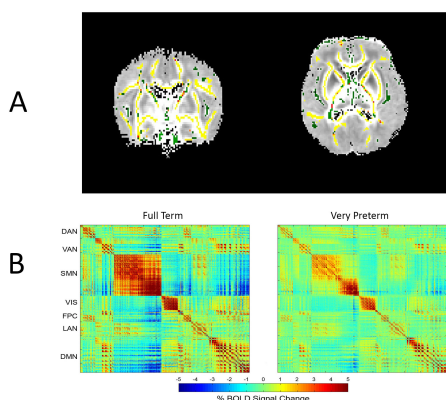 A
B
Full Term
Very Preterm
DAN
VAN
SMN
VIS
FPC
LAN
DMN
-5 -4 -3 -2 -1 0 1 2 3 4 5
% BOLD Signal Change